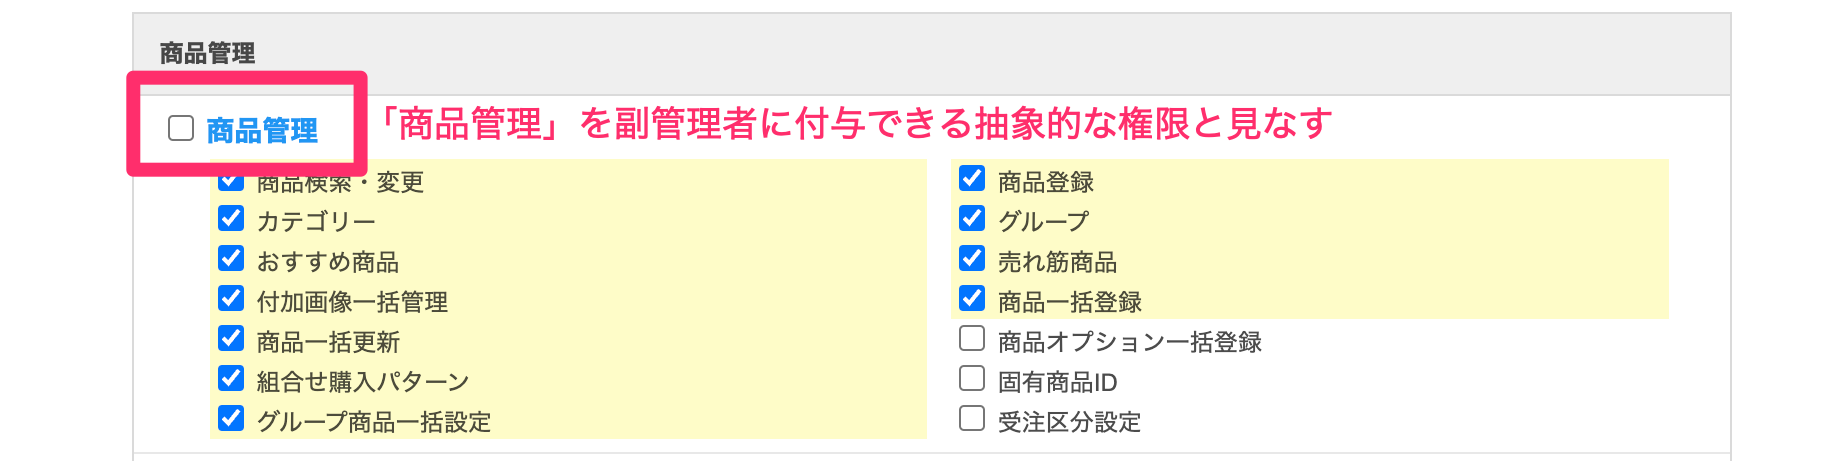 商品管理
商品管理 「商品管理」を副管理者に付与できる抽象的な権限と見なす
商品検索・変更 商品登録
カテゴリー グループ
おすすめ商品 売れ筋商品
付加画像一括管理 商品一括登録
商品一括更新 商品オプション一括登録
組合せ購入パターン 固有商品ID
グループ商品一括設定 受注区分設定